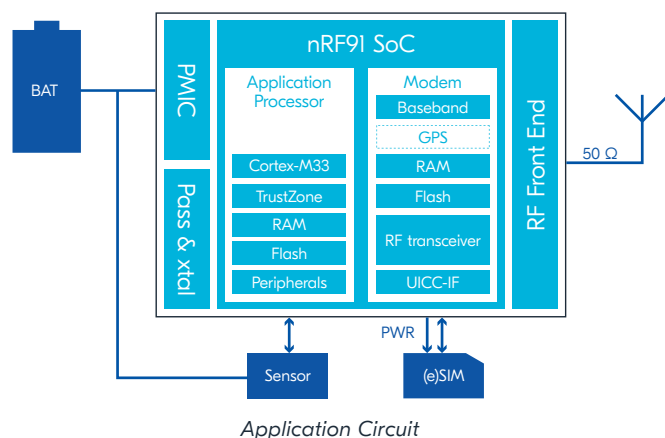 nRF91 SoC
BAT
PMIC
Application
Processor
Modem
Baseband
GPS
Cortex-M33
RAM
TrustZone
Flash
RAM
RF transceiver
Flash
Peripherals
UICC-IF
Pass & xtal
RF Front End
50 Ω
PWR
Sensor
(e)SIM
Application Circuit